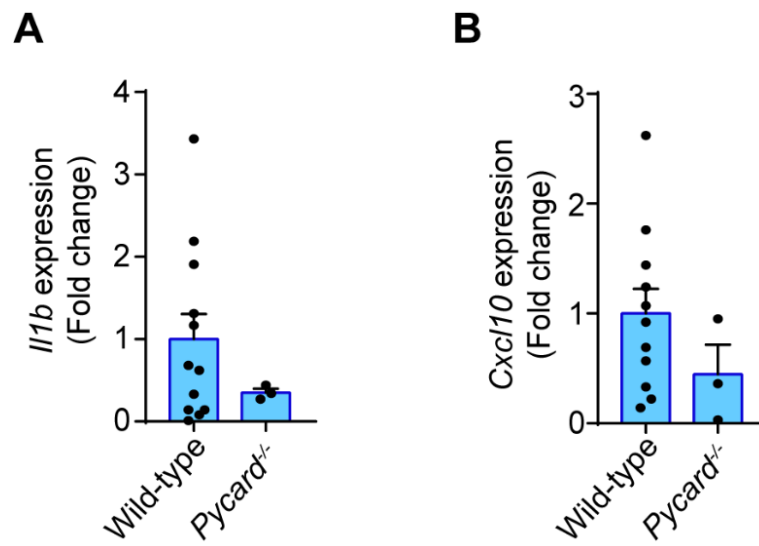 A
Il1b expression
(Fold change)
4
3
2
1
0
Wild-type
Pycard-/-
B
Cxcl10 expression
(Fold change)
3
2
1
0
Wild-type
Pycard-/-